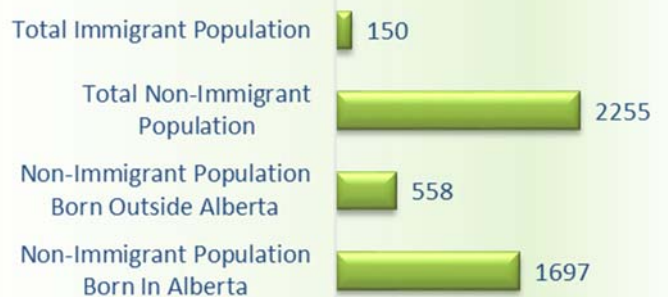 Total Immigrant Population 150
Total Non-Immigrant
Population
2255
Non-Immigrant Population
Born Outside Alberta
558
Non-Immigrant Population
Born In Alberta
1697